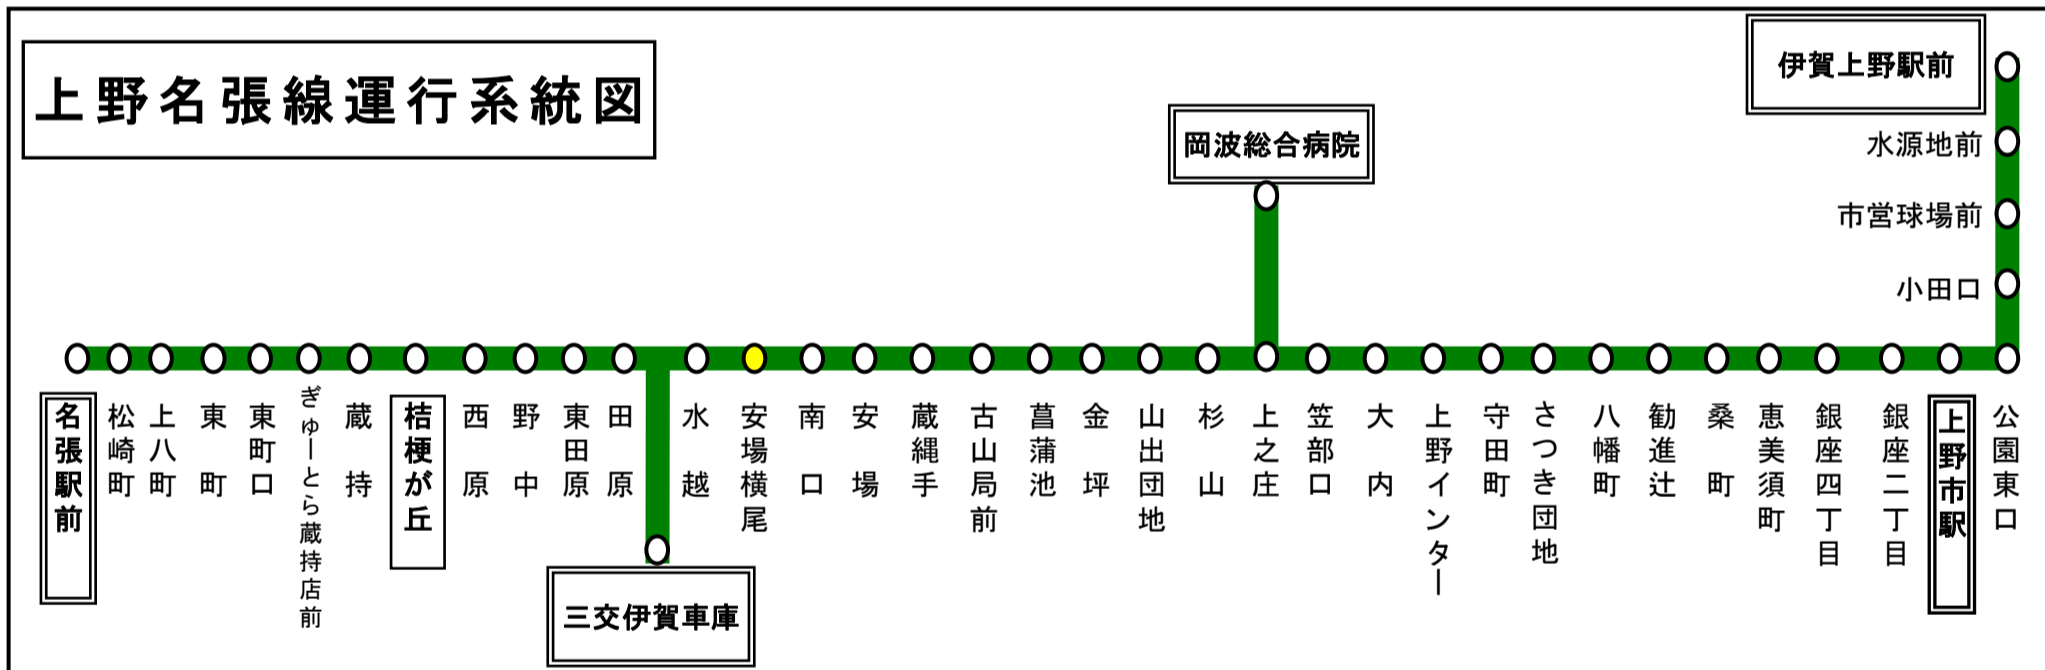 上野名張線運行系統図
伊賀上野駅前
水源地前
市営球場前
小田口
岡波総合病院
名張駅前
松崎町
上八町
東町
東町口
ぎゅーとら蔵持店前
蔵持
桔梗が丘
西原
野中
東田原
田原
水越
安場横尾
南口
安場
蔵縄手
古山局前
菖蒲池
金坪
山出団地
杉山
上之庄
笠部口
大内
上野インター
守田町
さつき団地
八幡町
勧進辻
桑町
恵美須町
銀座四丁目
銀座二丁目
上野市駅
公園東口
三交伊賀車庫